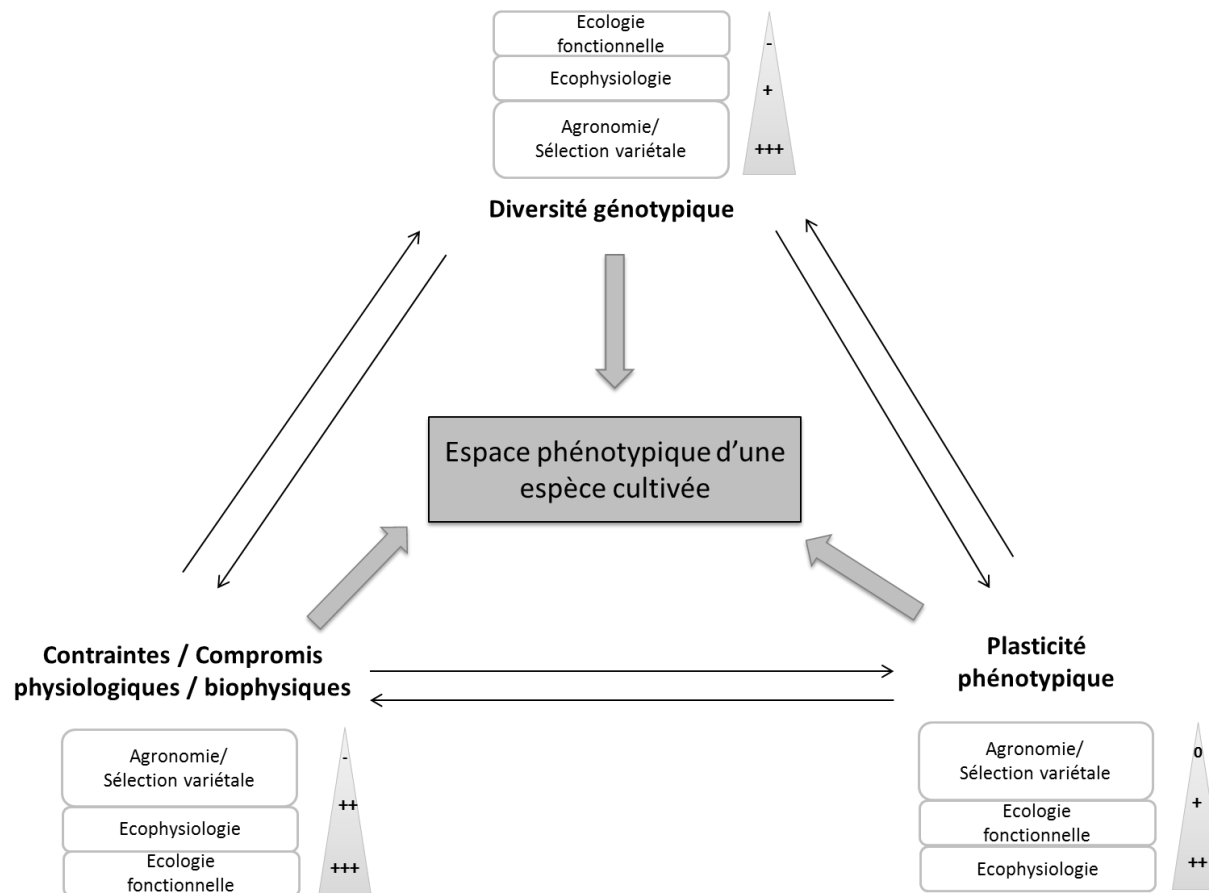 Ecologie
fonctionnelle
-
Ecophysiologie
+
Agronomie/
Sélection variétale
+++
Diversité génotypique
Espace phénotypique d'une
espèce cultivée
Contraintes / Compromis
physiologiques / biophysiques
Agronomie/
Sélection variétale
-
++
Ecophysiologie
Ecologie
fonctionnelle
+++
Plasticité
phénotypique
Agronomie/
Sélection variétale
0
+
Ecologie
fonctionnelle
Ecophysiologie
++